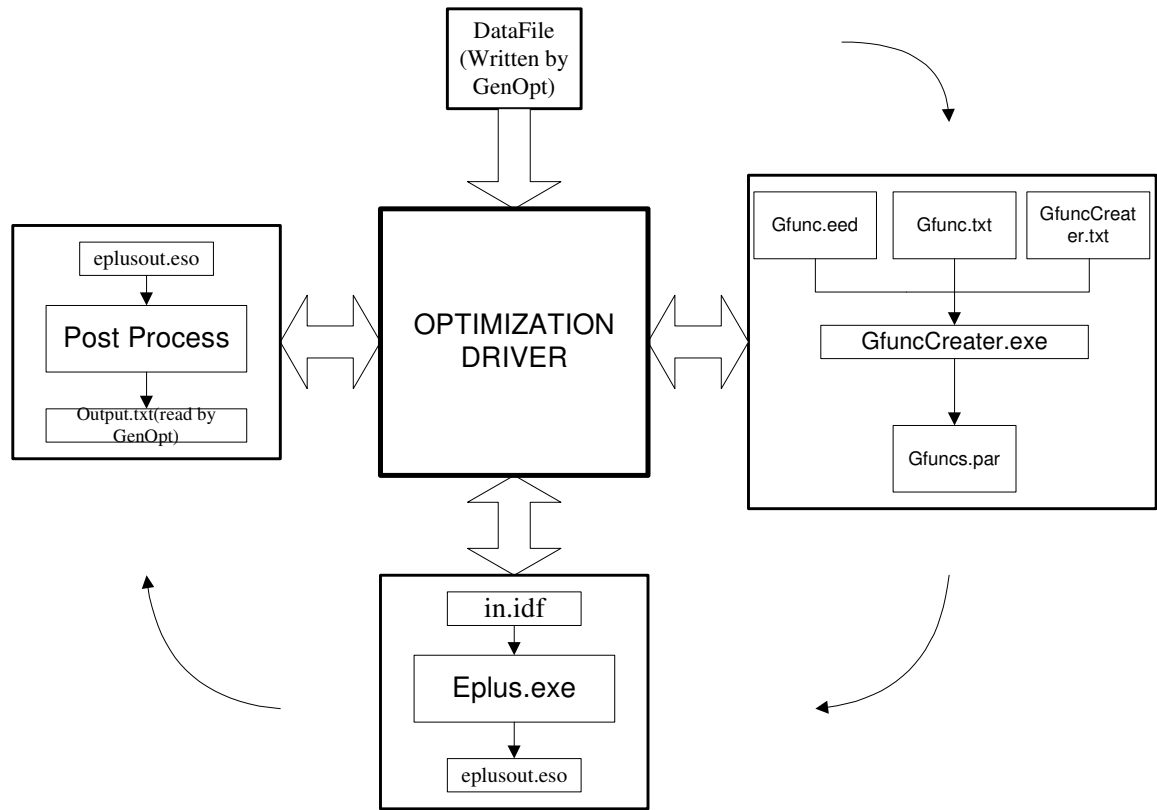 DataFile
(Written by
GenOpt)
Gfunc.eed
Gfunc.txt
GfuncCreat
er.txt
GfuncCreater.exe
Gfuncs.par
OPTIMIZATION
DRIVER
eplusout.eso
Post Process
Output.txt(read by
GenOpt)
in.idf
Eplus.exe
eplusout.eso